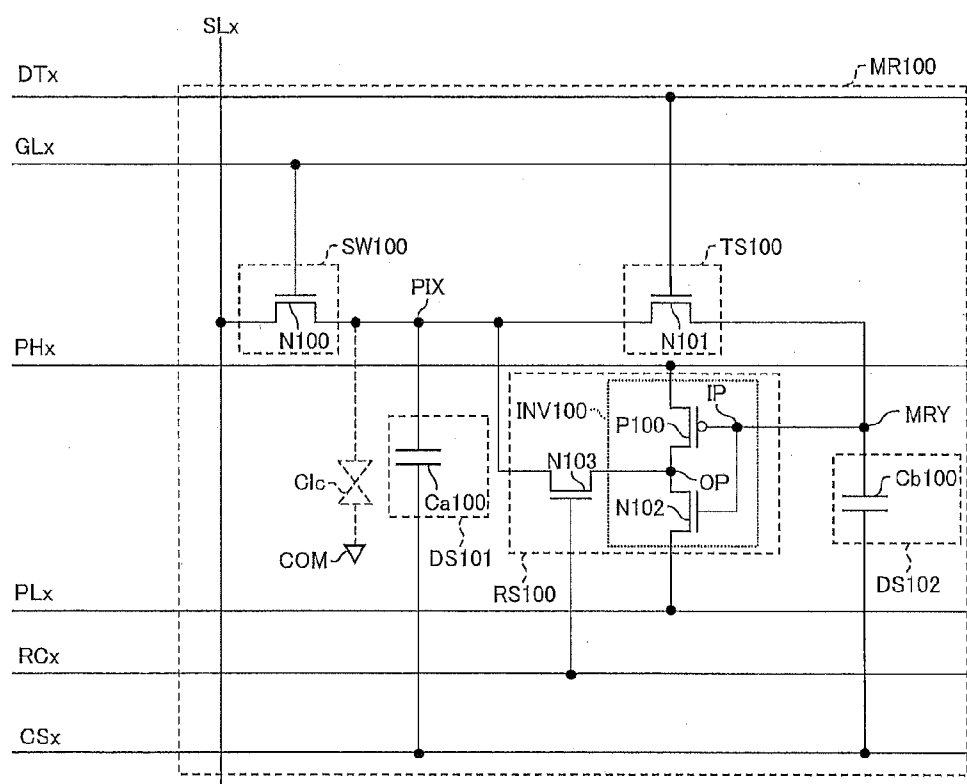 SLx
DTx
MR100
GLx
SW100
TS100
PIX
N100
N101
PHx
INV100
IP
P100
MRY
N103
OP
Cb100
Clc
Ca100
N102
COM
DS101
RS100
DS102
PLx
RCx
CSx